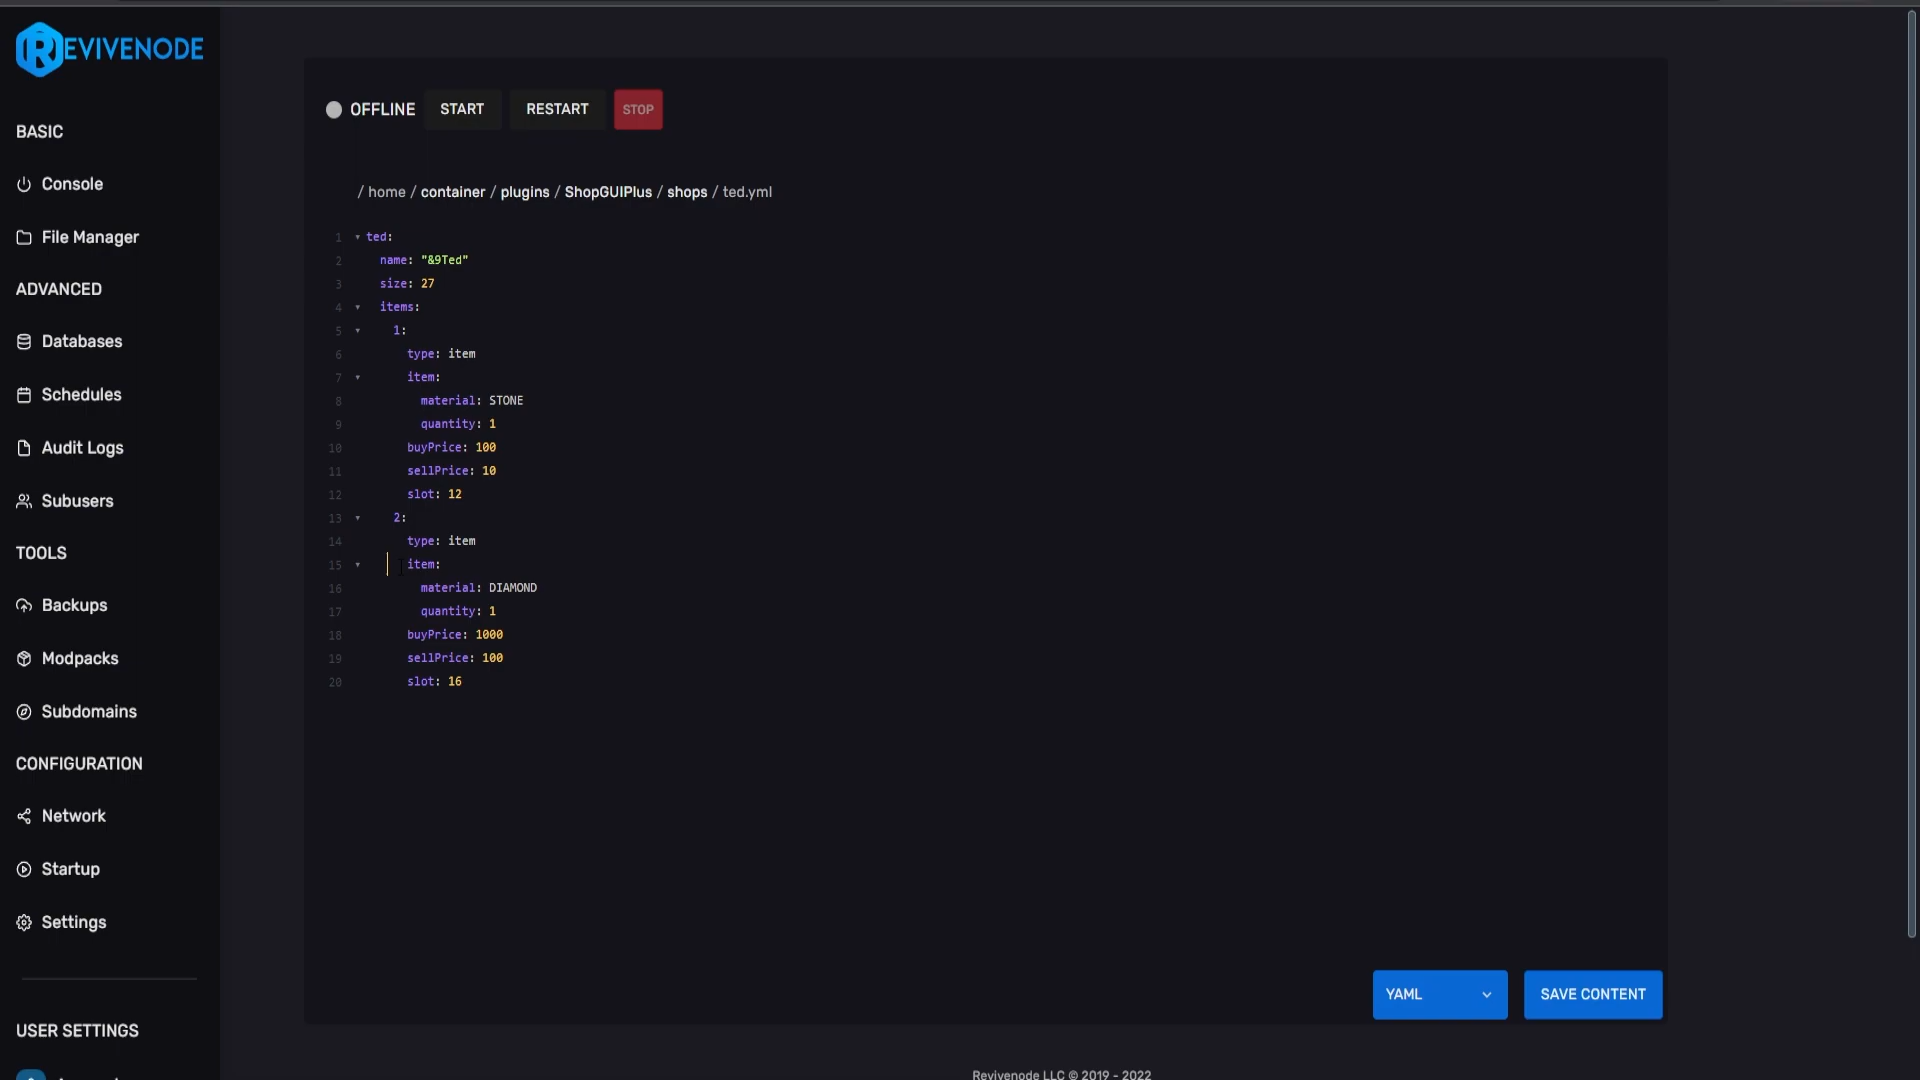 REVIVENODE
BASIC
Console
File Manager
ADVANCED
Databases
Schedules
Audit Logs
Subusers
TOOLS
Backups
Modpacks
Subdomains
CONFIGURATION
Network
Startup
Settings
USER SETTINGS
OFFLINE START RESTART STOP
/ home / container / plugins / ShopGUIPlus / shops / ted.yml
1 ted:
2 name: "&9Ted"
3 size: 27
4 items:
5 1:
6 type: item
7 item:
8 material: STONE
9 quantity: 1
10 buyPrice: 100
11 sellPrice: 10
12 slot: 12
13 2:
14 type: item
15 item:
16 material: DIAMOND
17 quantity: 1
18 buyPrice: 1000
19 sellPrice: 100
20 slot: 16
YAML SAVE CONTENT
Revivenode LLC © 2019 - 2022